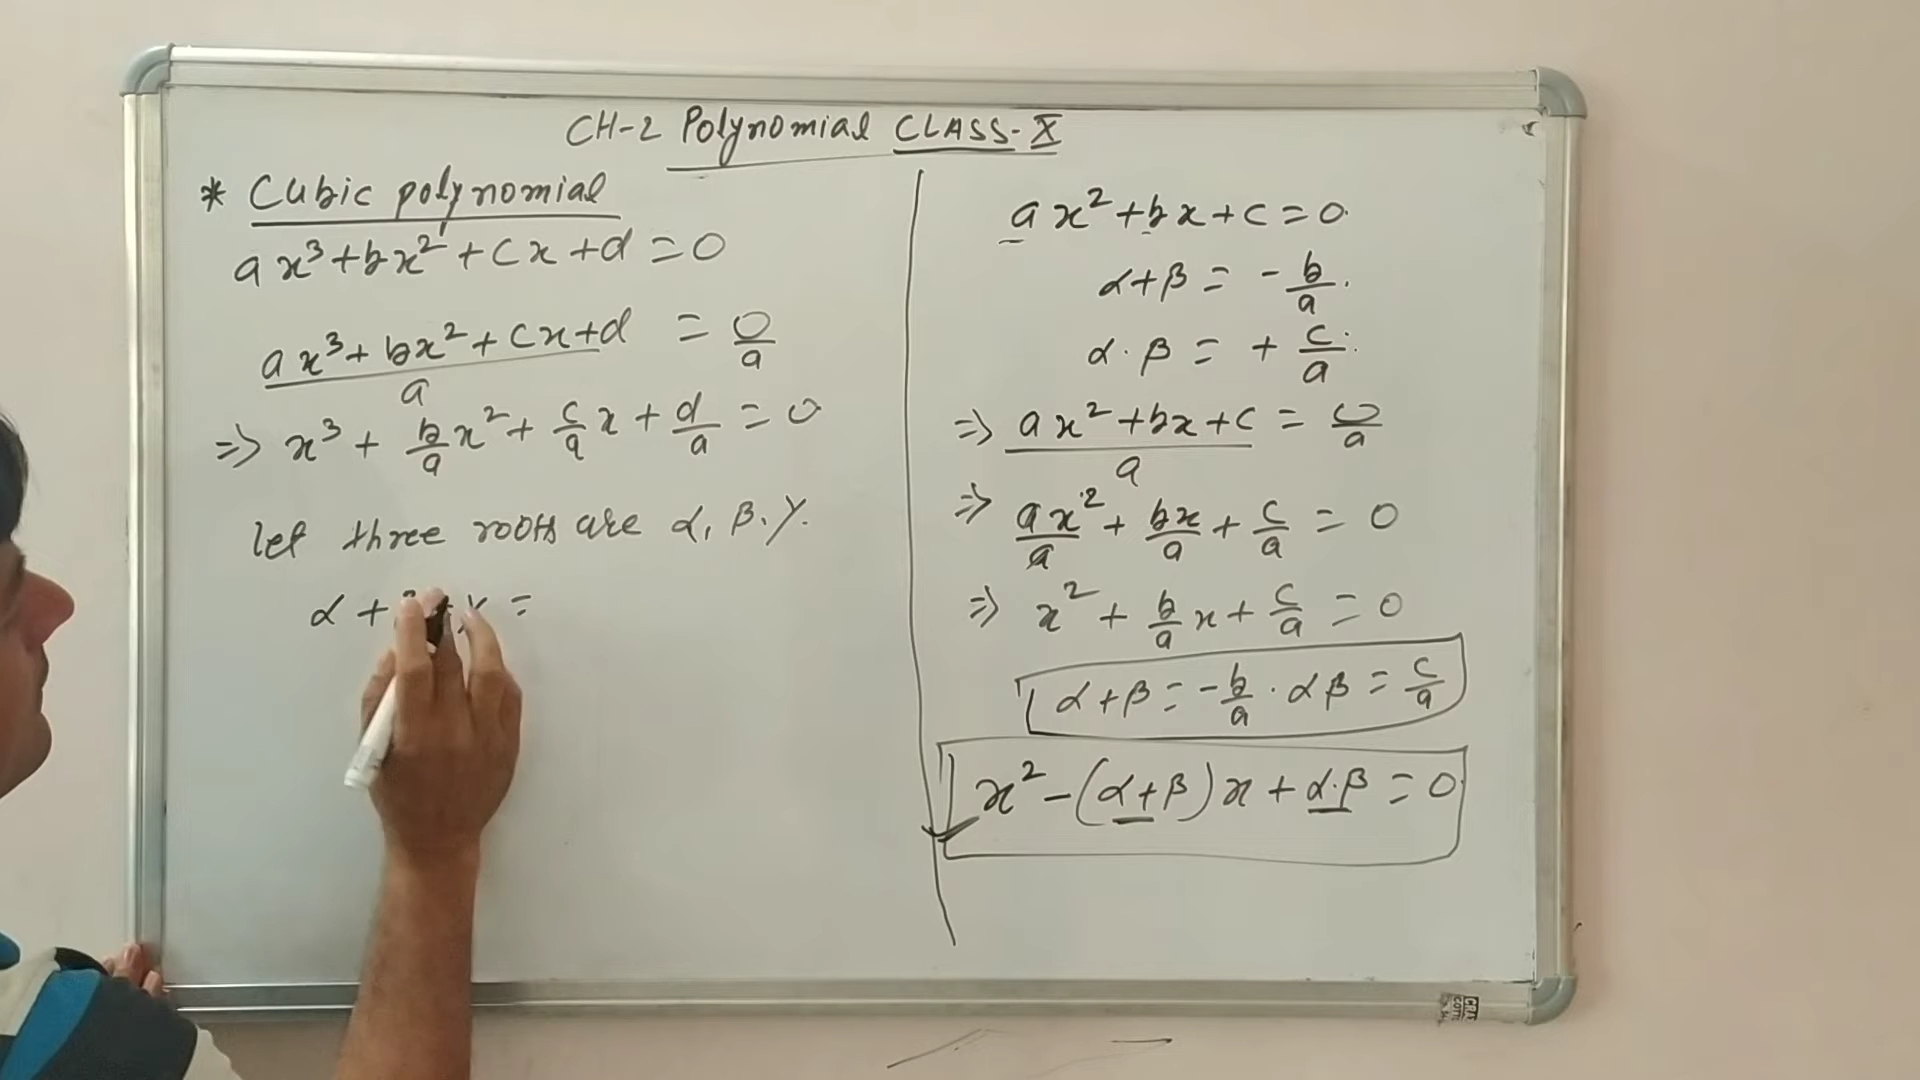 CH-2 Polynomial CLASS-X
* Cubic polynomial
ax³+bx²+cx+d=0
(ax³+bx²+cx+d)/a = 0/a
=> x³ + b/a x² + c/a x + d/a = 0
let three roots are α, β, γ.
α + β + γ =
ax²+bx+c=0.
α+β = -b/a.
α.β = + c/a.
=> (ax²+bx+c)/a = 0/a
=> ax²/a + bx/a + c/a = 0
=> x² + b/a x + c/a = 0
α+β = -b/a . αβ = c/a
x² - (α+β)x + α.β = 0